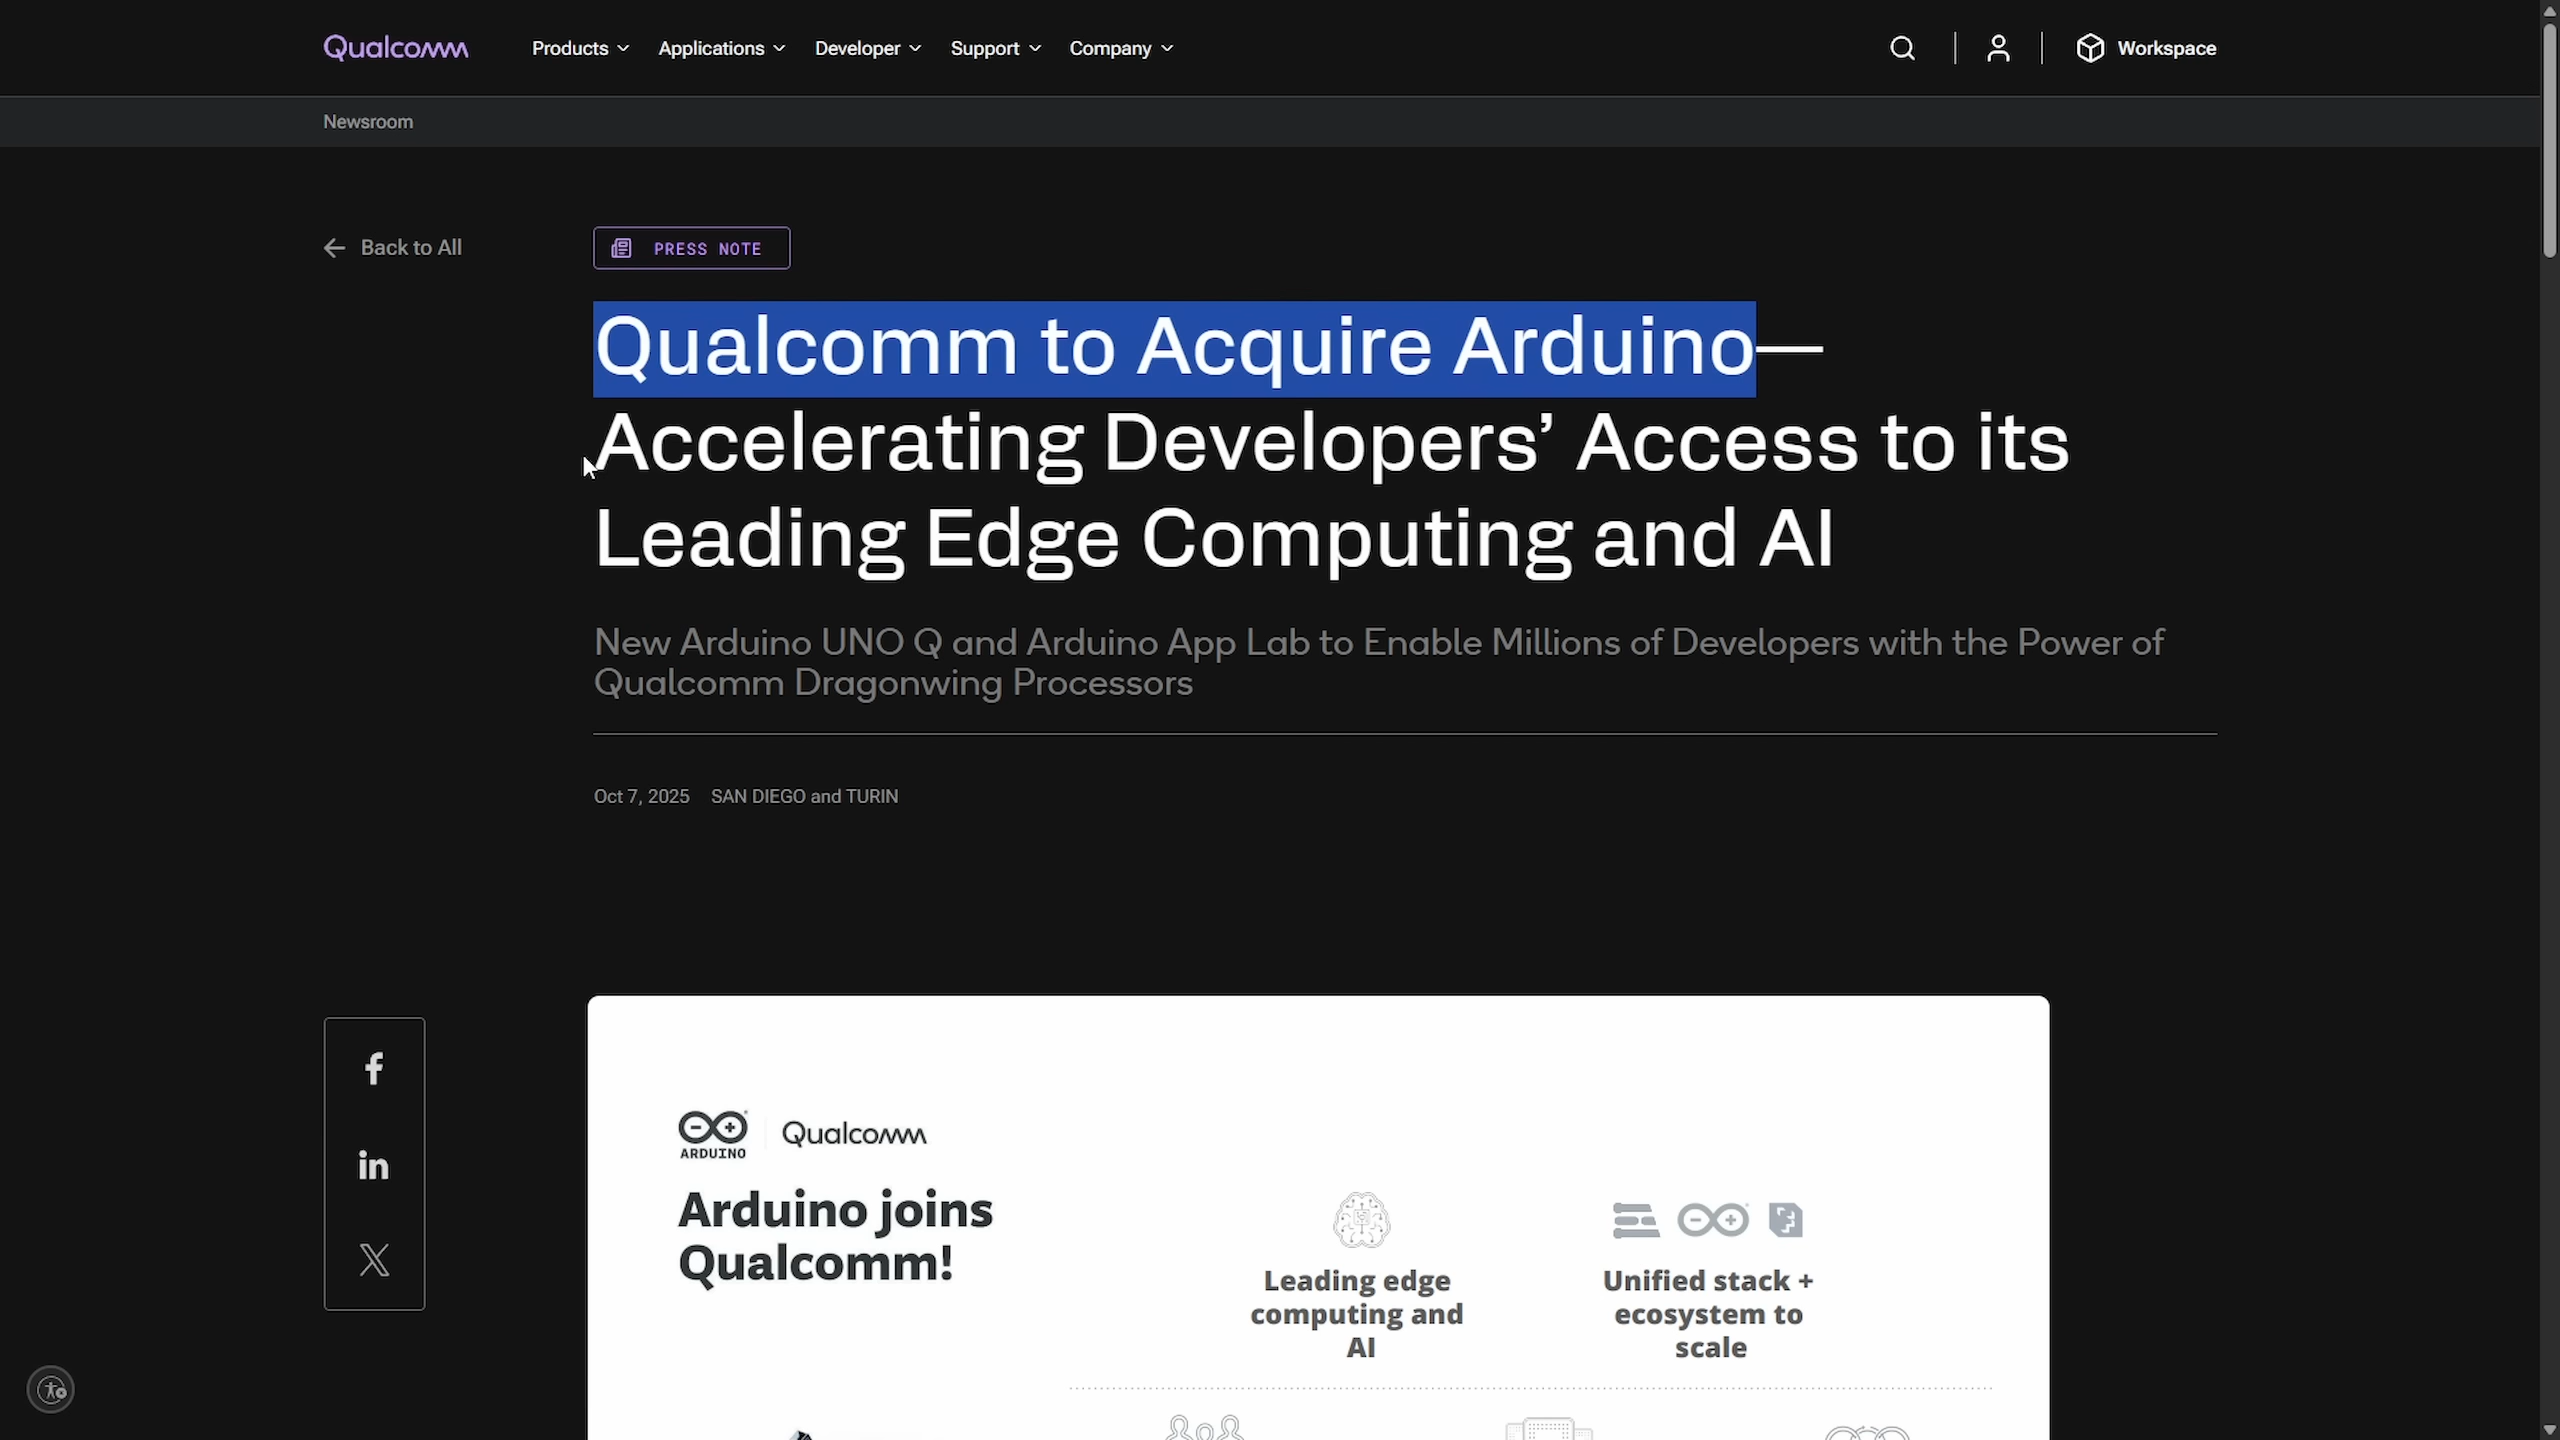 Qualcomm
Products
Applications
Developer
Support
Company
Workspace
Newsroom
Back to All
PRESS NOTE
Qualcomm to Acquire Arduino—
Accelerating Developers’ Access to its
Leading Edge Computing and AI
New Arduino UNO Q and Arduino App Lab to Enable Millions of Developers with the Power of
Qualcomm Dragonwing Processors
Oct 7, 2025 SAN DIEGO and TURIN
f
in
X
ARDUINO
Qualcomm
Arduino joins
Qualcomm!
Leading edge
computing and
AI
Unified stack +
ecosystem to
scale